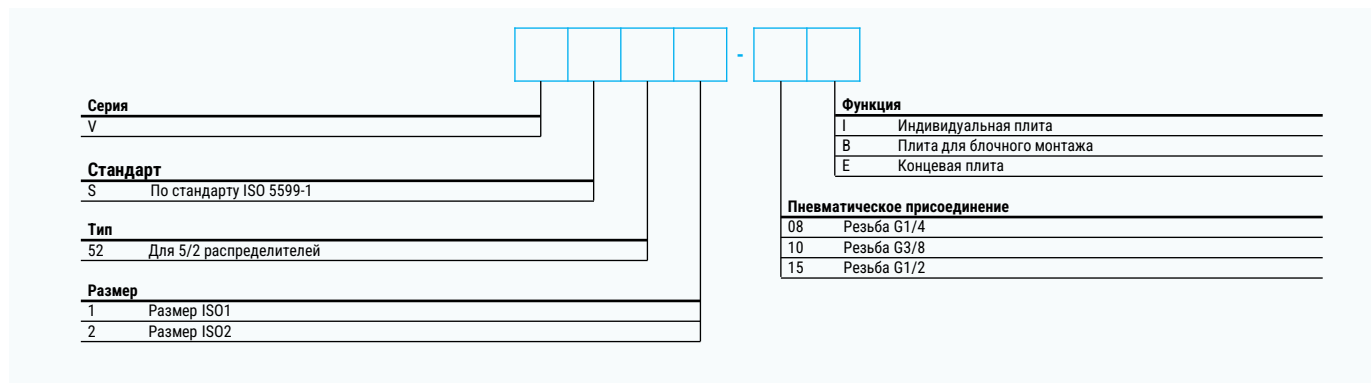 -
Серия
V
Стандарт
S По стандарту ISO 5599-1
Тип
52 Для 5/2 распределителей
Размер
1 Размер ISO1
2 Размер ISO2
Функция
I Индивидуальная плита
B Плита для блочного монтажа
E Концевая плита
Пневматическое присоединение
08 Резьба G1/4
10 Резьба G3/8
15 Резьба G1/2